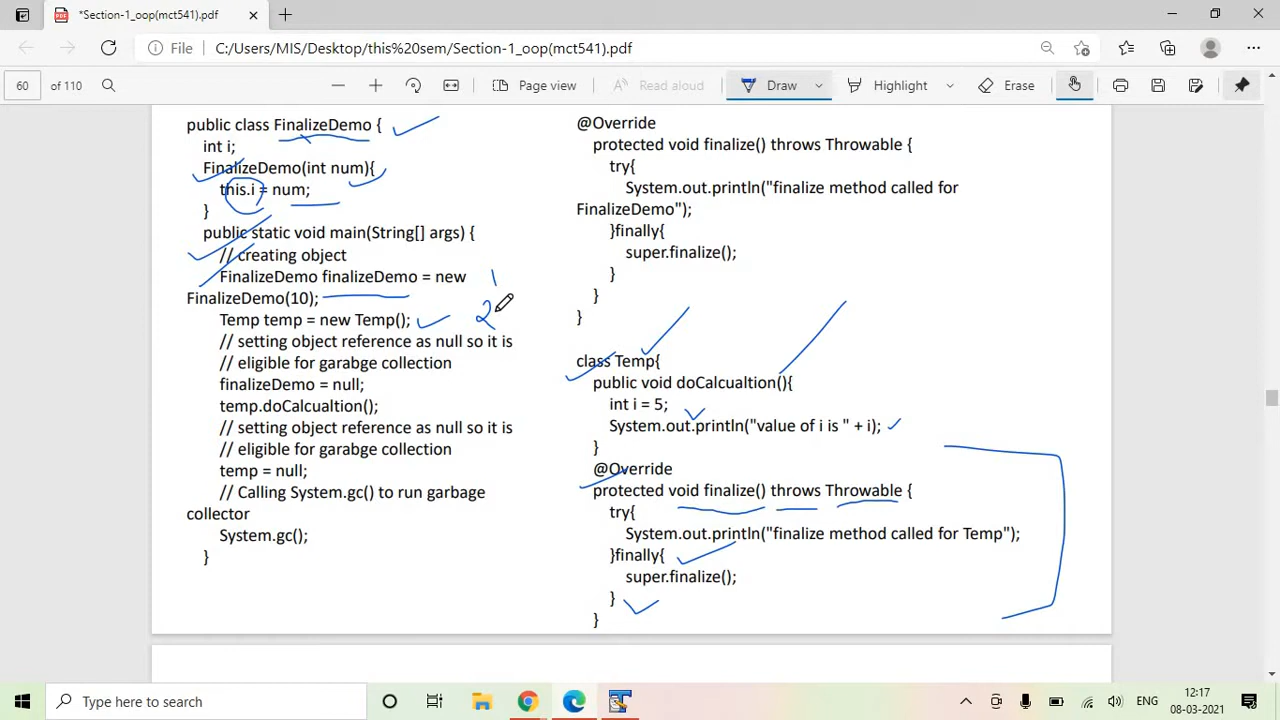 *Section-1_oop(mct541).pdf
File
C:/Users/MIS/Desktop/this%20sem/Section-1_oop(mct541).pdf
60 of 110
Page view
Read aloud
Draw
Highlight
Erase
public class FinalizeDemo {
int i;
FinalizeDemo(int num){
this.i = num;
}
public static void main(String[] args) {
// creating object
FinalizeDemo finalizeDemo = new
FinalizeDemo(10);
Temp temp = new Temp();
// setting object reference as null so it is
// eligible for garabge collection
finalizeDemo = null;
temp.doCalcualtion();
// setting object reference as null so it is
// eligible for garabge collection
temp = null;
// Calling System.gc() to run garbage
collector
System.gc();
}
1
2
@Override
protected void finalize() throws Throwable {
try{
System.out.println("finalize method called for
FinalizeDemo");
}finally{
super.finalize();
}
}
}
class Temp{
public void doCalcualtion(){
int i = 5;
System.out.println("value of i is " + i);
}
@Override
protected void finalize() throws Throwable {
try{
System.out.println("finalize method called for Temp");
}finally{
super.finalize();
}
}
Type here to search
ENG
12:17
08-03-2021